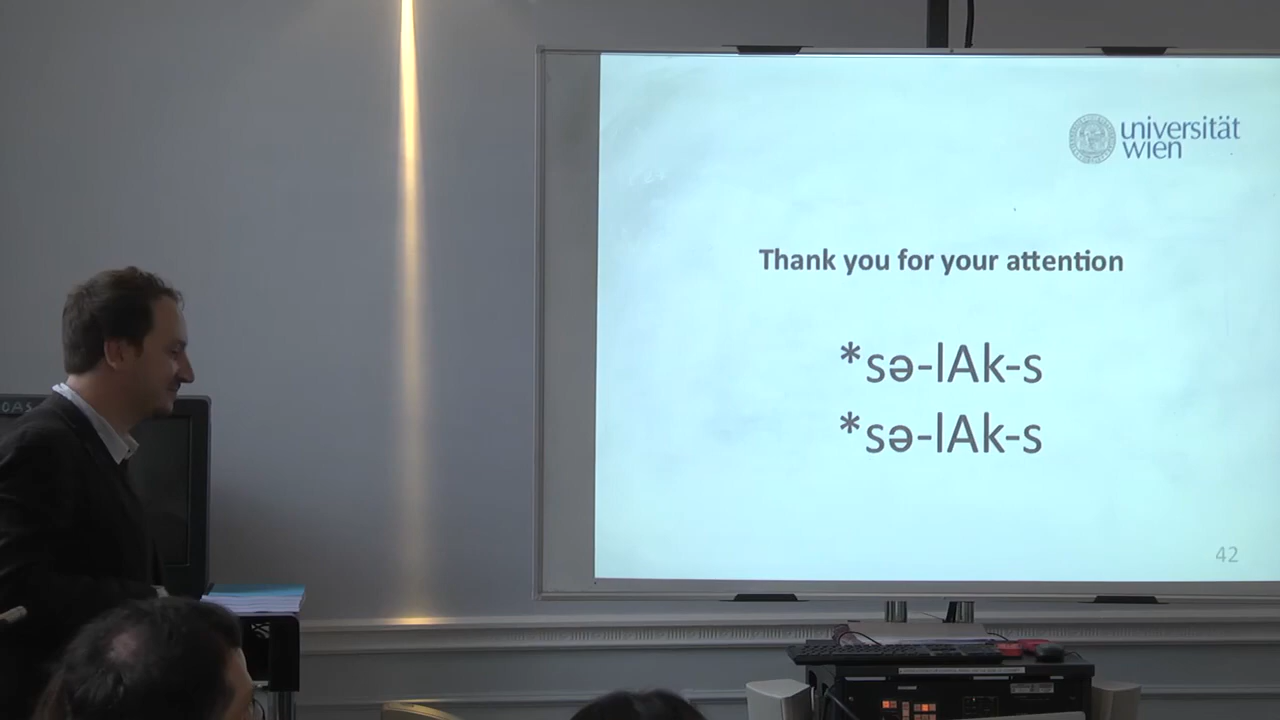 universität
wien
Thank you for your attention
*sə-lAk-s
*sə-lAk-s
42